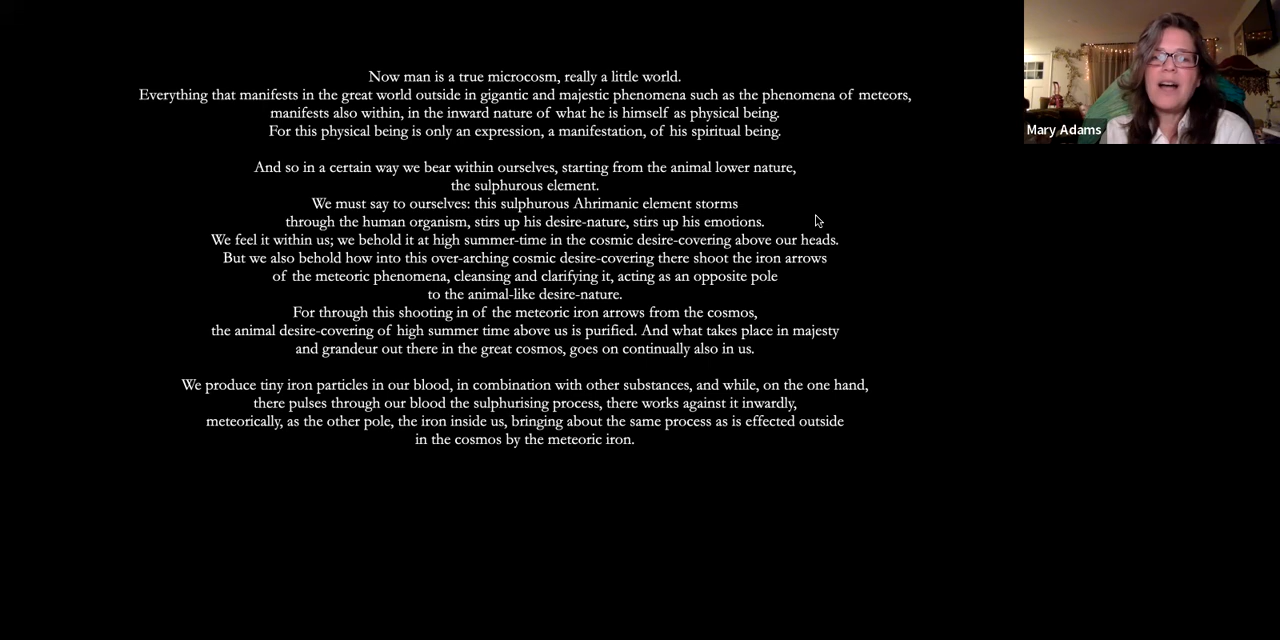 Now man is a true microcosm, really a little world.
Everything that manifests in the great world outside in gigantic and majestic phenomena such as the phenomena of meteors,
manifests also within, in the inward nature of what he is himself as physical being.
For this physical being is only an expression, a manifestation, of his spiritual being.
And so in a certain way we bear within ourselves, starting from the animal lower nature,
the sulphurous element.
We must say to ourselves: this sulphurous Ahrimanic element storms
through the human organism, stirs up his desire-nature, stirs up his emotions.
We feel it within us; we behold it at high summer-time in the cosmic desire-covering above our heads.
But we also behold how into this over-arching cosmic desire-covering there shoot the iron arrows
of the meteoric phenomena, cleansing and clarifying it, acting as an opposite pole
to the animal-like desire-nature.
For through this shooting in of the meteoric iron arrows from the cosmos,
the animal desire-covering of high summer time above us is purified. And what takes place in majesty
and grandeur out there in the great cosmos, goes on continually also in us.
We produce tiny iron particles in our blood, in combination with other substances, and while, on the one hand,
there pulses through our blood the sulphurising process, there works against it inwardly,
meteorically, as the other pole, the iron inside us, bringing about the same process as is effected outside
in the cosmos by the meteoric iron.
Mary Adams